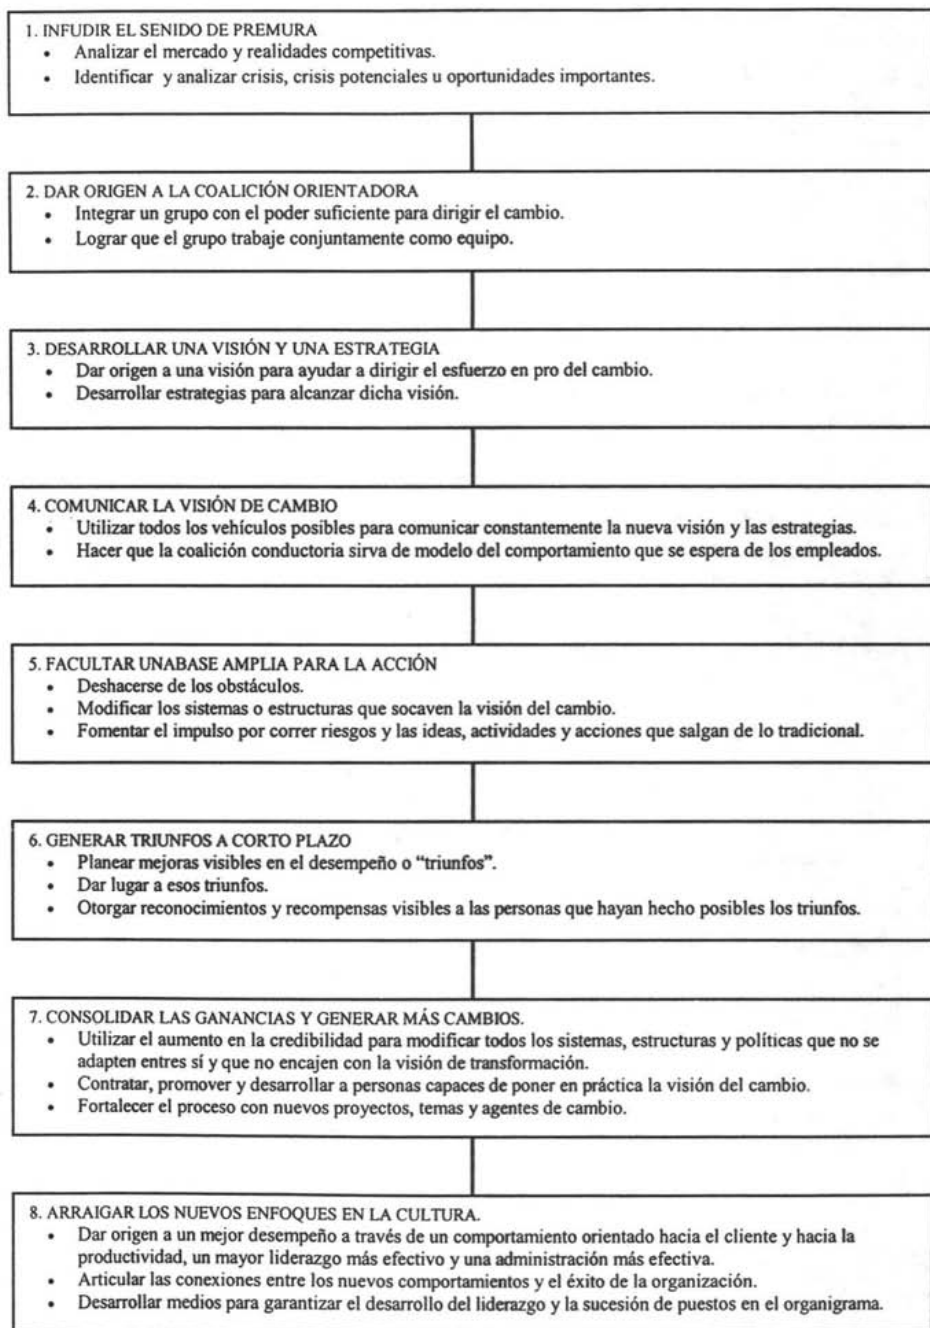 1. INFUDIR EL SENIDO DE PREMURA
• Analizar el mercado y realidades competitivas.
• Identificar y analizar crisis, crisis potenciales u oportunidades importantes.
2. DAR ORIGEN A LA COALICIÓN ORIENTADORA
• Integrar un grupo con el poder suficiente para dirigir el cambio.
• Lograr que el grupo trabaje conjuntamente como equipo.
3. DESARROLLAR UNA VISIÓN Y UNA ESTRATEGIA
• Dar origen a una visión para ayudar a dirigir el esfuerzo en pro del cambio.
• Desarrollar estrategias para alcanzar dicha visión.
4. COMUNICAR LA VISIÓN DE CAMBIO
• Utilizar todos los vehículos posibles para comunicar constantemente la nueva visión y las estrategias.
• Hacer que la coalición conductoria sirva de modelo del comportamiento que se espera de los empleados.
5. FACULTAR UNABASE AMPLIA PARA LA ACCIÓN
• Deshacerse de los obstáculos.
• Modificar los sistemas o estructuras que socaven la visión del cambio.
• Fomentar el impulso por correr riesgos y las ideas, actividades y acciones que salgan de lo tradicional.
6. GENERAR TRIUNFOS A CORTO PLAZO
• Planear mejoras visibles en el desempeño o “triunfos”.
• Dar lugar a esos triunfos.
• Otorgar reconocimientos y recompensas visibles a las personas que hayan hecho posibles los triunfos.
7. CONSOLIDAR LAS GANANCIAS Y GENERAR MÁS CAMBIOS.
• Utilizar el aumento en la credibilidad para modificar todos los sistemas, estructuras y políticas que no se
adapten entres sí y que no encajen con la visión de transformación.
• Contratar, promover y desarrollar a personas capaces de poner en práctica la visión del cambio.
• Fortalecer el proceso con nuevos proyectos, temas y agentes de cambio.
8. ARRAIGAR LOS NUEVOS ENFOQUES EN LA CULTURA.
• Dar origen a un mejor desempeño a través de un comportamiento orientado hacia el cliente y hacia la
productividad, un mayor liderazgo más efectivo y una administración más efectiva.
• Articular las conexiones entre los nuevos comportamientos y el éxito de la organización.
• Desarrollar medios para garantizar el desarrollo del liderazgo y la sucesión de puestos en el organigrama.